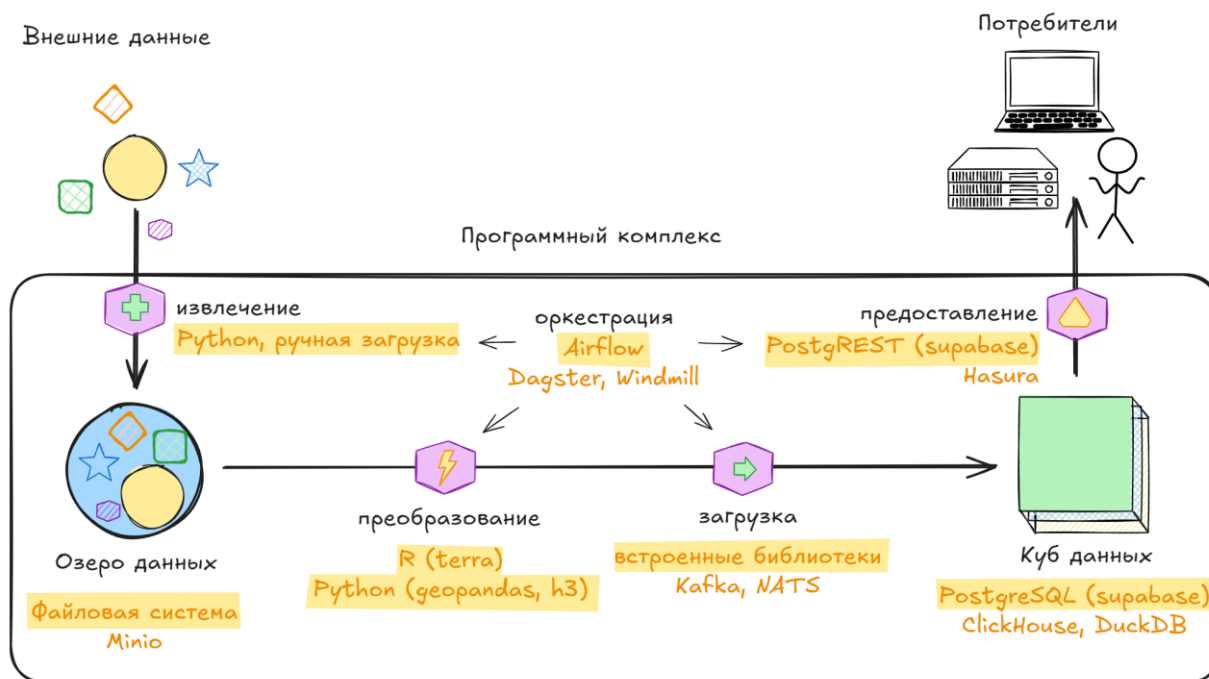 Внешние данные
Потребители
Программный комплекс
извлечение
Python, ручная загрузка
оркестрация
Airflow
Dagster, Windmill
предоставление
PostgREST (supabase)
Hasura
Озеро данных
Файловая система
Minio
преобразование
R (terra)
Python (geopandas, h3)
загрузка
встроенные библиотеки
Kafka, NATS
Куб данных
PostgreSQL (supabase)
ClickHouse, DuckDB